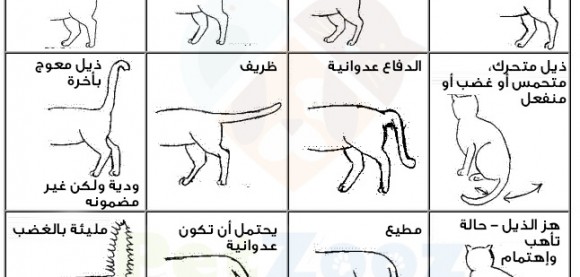 ذيل متحرك،
متحمس أو غضب أو
منفعل
الدفاع عدوانية
ظريف
ذيل معوج
بأخرة
ودية ولكن غير
مضمونه
هز الذيل – حالة
تأهب
وإهتمام
مطيع
يحتمل أن تكون
عدوانية
مليئة بالغضب